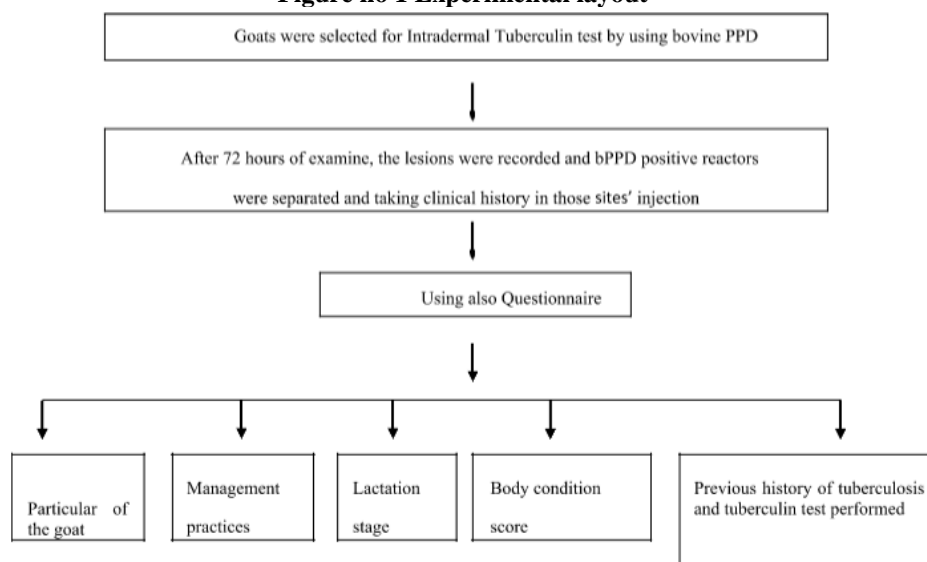 Figure no 1 Experimental layout
Goats were selected for Intradermal Tuberculin test by using bovine PPD
After 72 hours of examine, the lesions were recorded and bPPD positive reactors
were separated and taking clinical history in those sites' injection
Using also Questionnaire
Particular of
the goat
Management
practices
Lactation
stage
Body condition
score
Previous history of tuberculosis
and tuberculin test performed